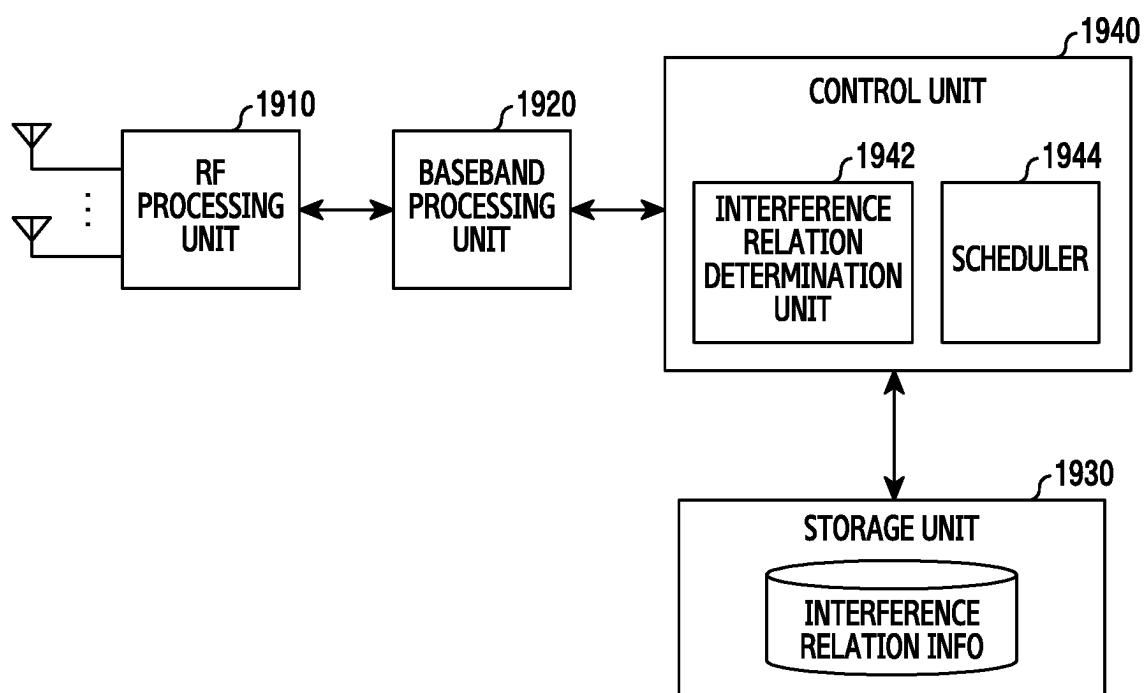 1940
CONTROL UNIT
1910
1920
1942
1944
RF
PROCESSING
UNIT
BASEBAND
PROCESSING
UNIT
INTERFERENCE
RELATION
DETERMINATION
UNIT
SCHEDULER
1930
STORAGE UNIT
INTERFERENCE
RELATION INFO